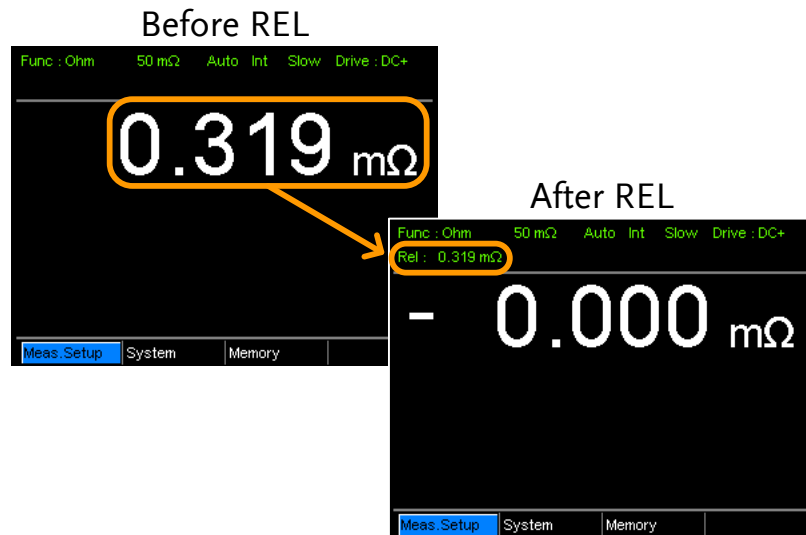 Before REL
Func : Ohm 50 mΩ Auto Int Slow Drive : DC+
0.319 mΩ
Meas.Setup System Memory
After REL
Func : Ohm 50 mΩ Auto Int Slow Drive : DC+
Rel : 0.319 mΩ
- 0.000 mΩ
Meas.Setup System Memory